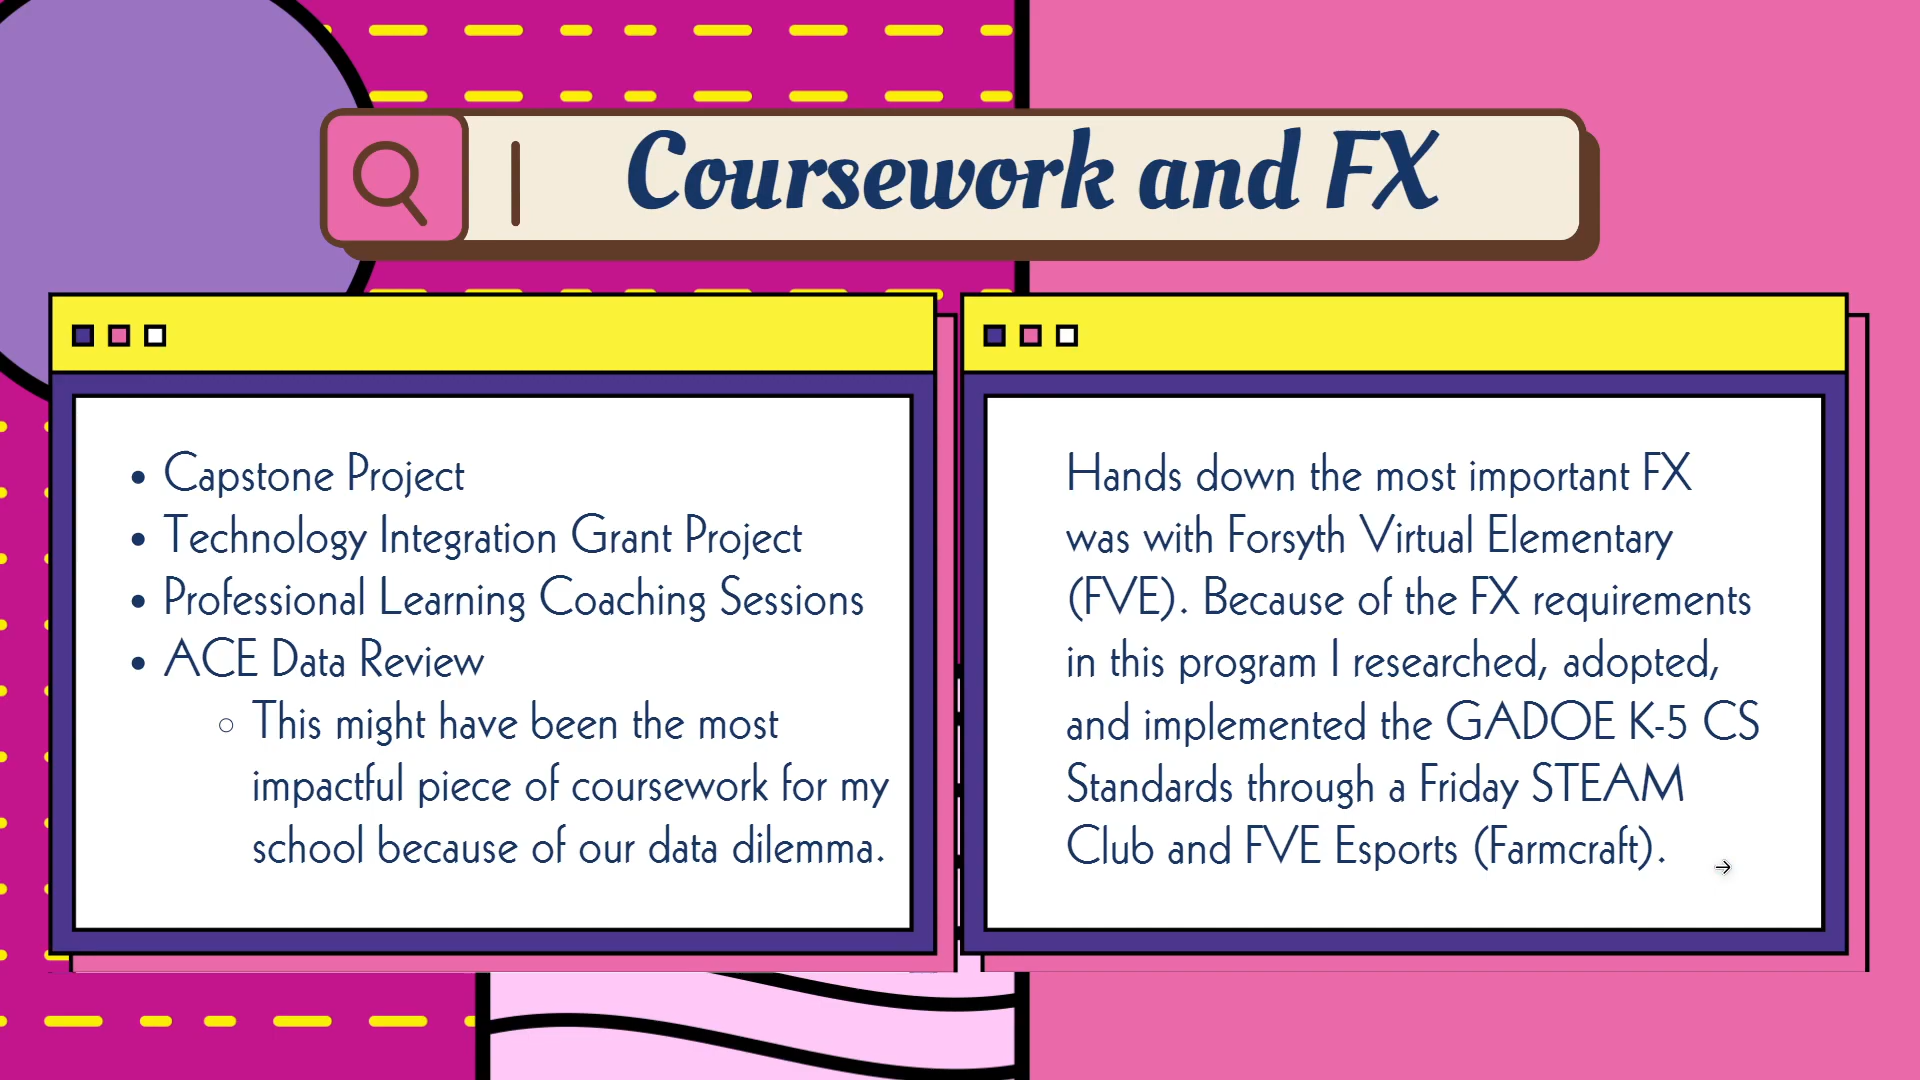 Coursework and FX
• Capstone Project
• Technology Integration Grant Project
• Professional Learning Coaching Sessions
• ACE Data Review
○ This might have been the most
impactful piece of coursework for my
school because of our data dilemma.
Hands down the most important FX
was with Forsyth Virtual Elementary
(FVE). Because of the FX requirements
in this program I researched, adopted,
and implemented the GADOE K-5 CS
Standards through a Friday STEAM
Club and FVE Esports (Farmcraft).